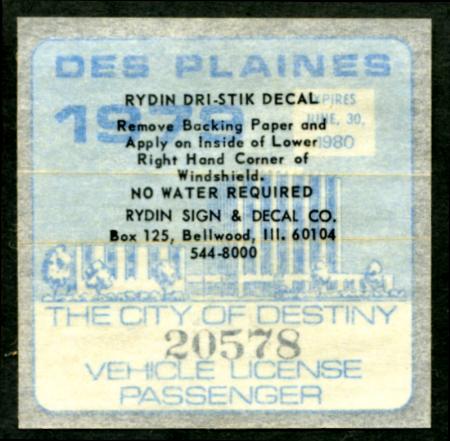 DES PLAINES
RYDIN DRI-STIK DECAL
1979
EXPIRES
JUNE, 30,
1980
Remove Backing Paper and
Apply on Inside of Lower
Right Hand Corner of
Windshield.
NO WATER REQUIRED
RYDIN SIGN & DECAL CO.
Box 125, Bellwood, Ill. 60104
544-8000
THE CITY OF DESTINY
20578
VEHICLE LICENSE
PASSENGER